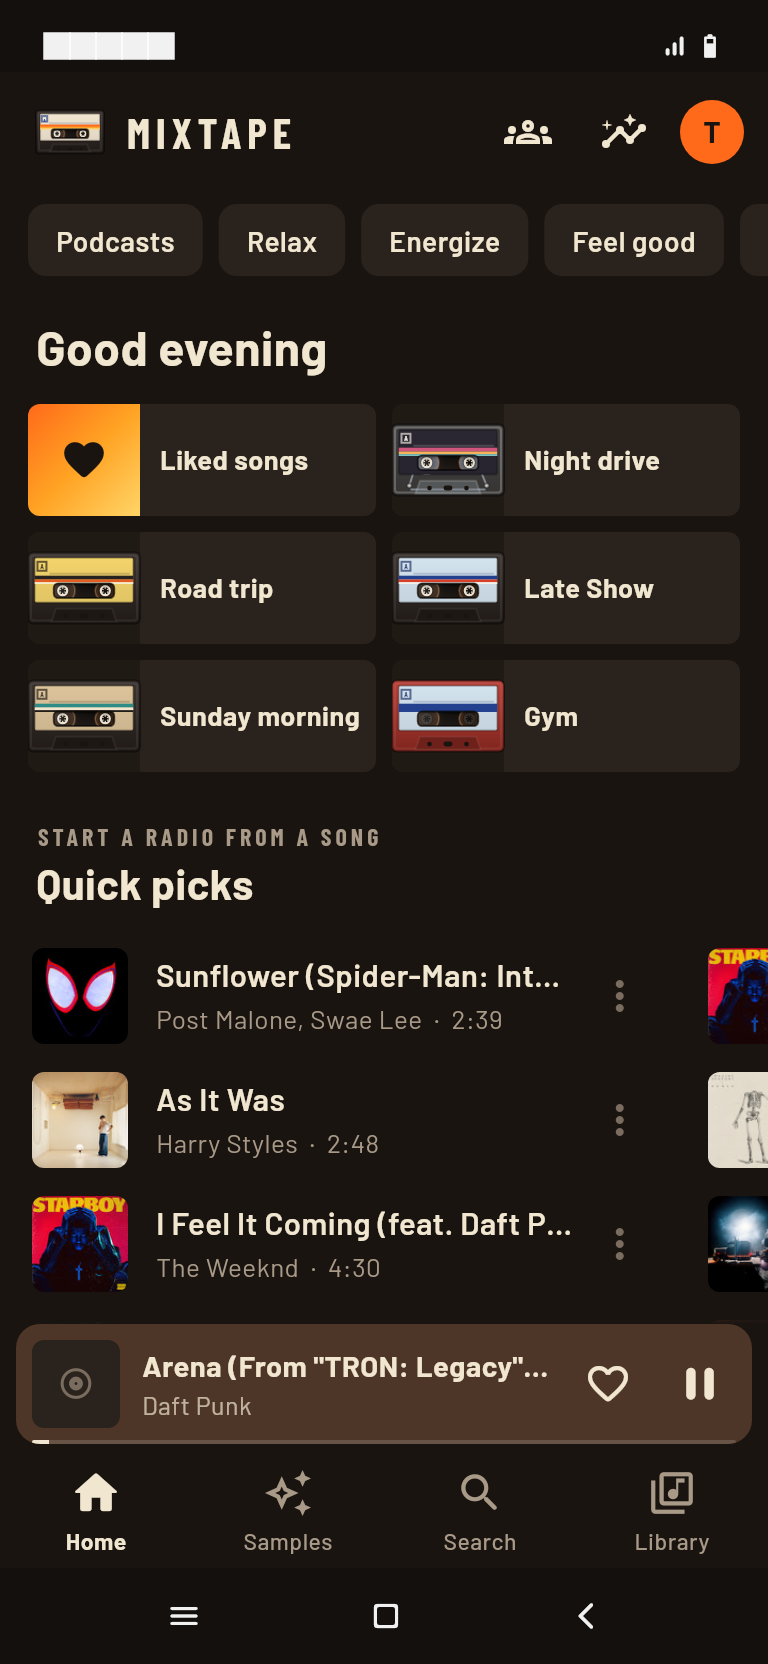 MIXTAPE
T
Podcasts
Relax
Energize
Feel good
Good evening
Liked songs
Night drive
Road trip
Late Show
Sunday morning
Gym
START A RADIO FROM A SONG
Quick picks
Sunflower (Spider-Man: Int...
Post Malone, Swae Lee · 2:39
As It Was
Harry Styles · 2:48
STARBOY
I Feel It Coming (feat. Daft P...
The Weeknd · 4:30
Arena (From "TRON: Legacy"...
Daft Punk
Home
Samples
Search
Library